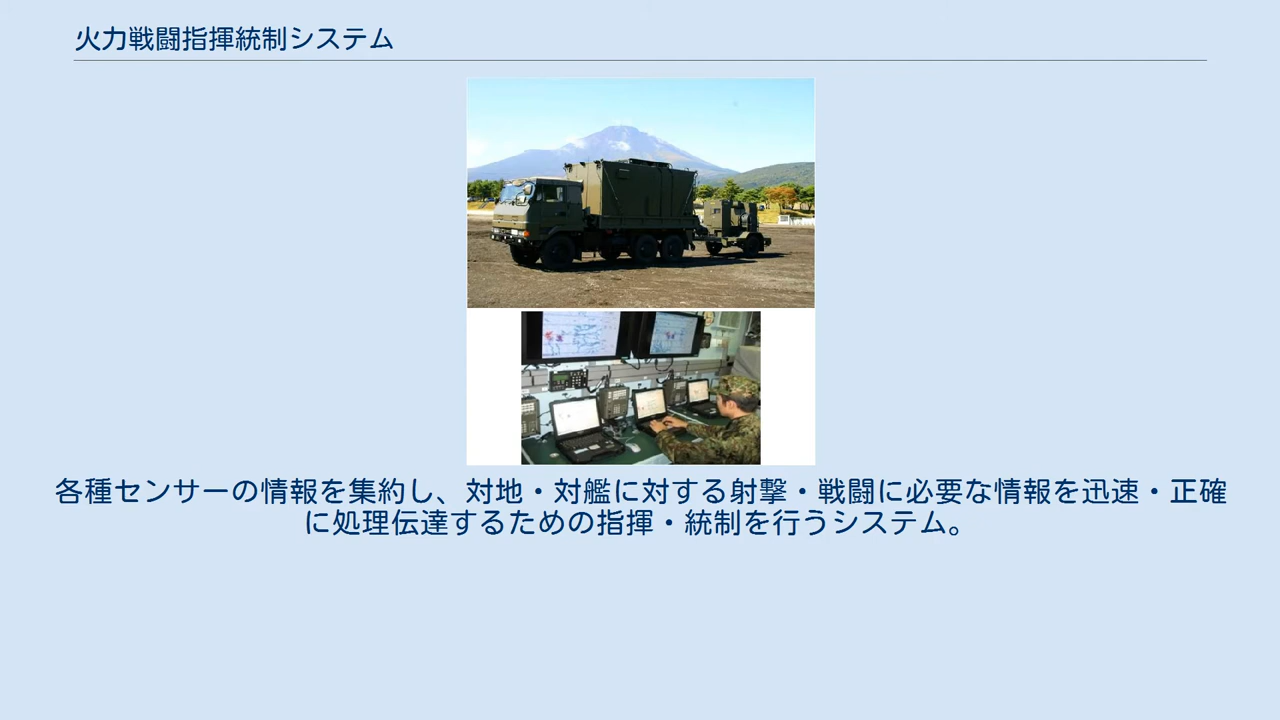 火力戦闘指揮統制システム
各種センサーの情報を集約し、対地・対艦に対する射撃・戦闘に必要な情報を迅速・正確
に処理伝達するための指揮・統制を行うシステム。